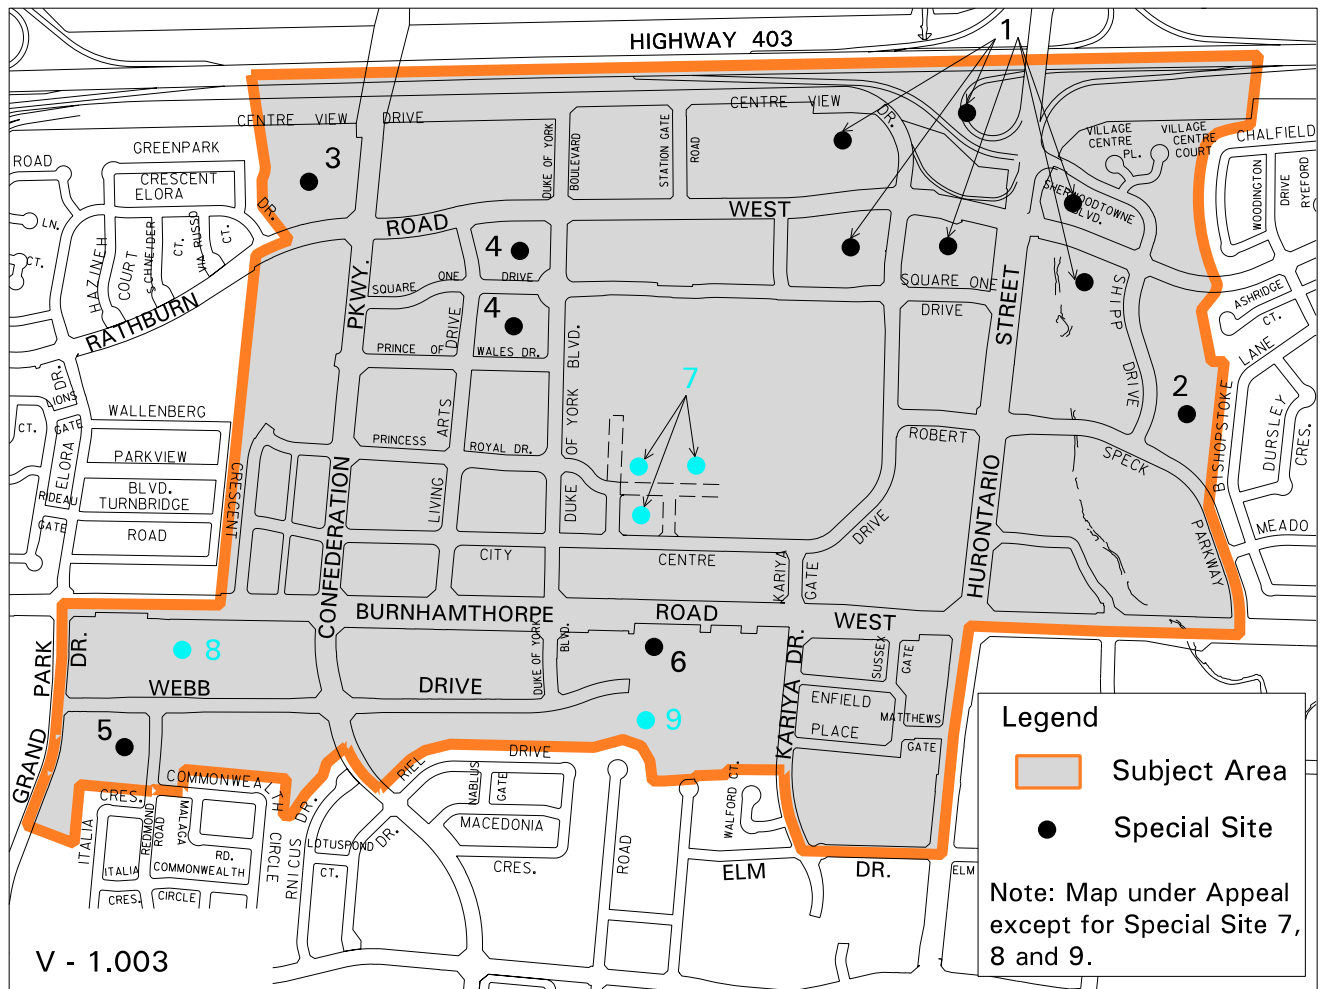 HIGHWAY 403
1
CENTRE VIEW DRIVE
CENTRE VIEW
DR.
DUKE OF YORK
BOULEVARD
STATION GATE
ROAD
VILLAGE
CENTRE
PL.
VILLAGE
CENTRE
COURT
CHALFIELD
ROAD
GREENPARK
CRESCENT
ELORA
3
DR.
LN.
CT.
HAZINEH
COURT
SCHNEIDER
CT.
VIA RUSSO
CT.
ROAD
WEST
SHERWOODTOWNE
BLVD.
WOODINGTON
DRIVE
RYEFORD
4
SQUARE ONE
DRIVE
SQUARE ONE
DRIVE
STREET
SHIPP
DRIVE
ASHRIDGE
CT.
LANE
RATHBURN
PKWY.
4
DRIVE
PRINCE OF
WALES DR.
OF YORK BLVD.
7
2
DR.
LIONS
GATE
CT.
WALLENBERG
PARKVIEW
BLVD.
TURNBRIDGE
ROAD
ELORA
RIDEAU
GATE
CRESCENT
ARTS
PRINCESS
ROYAL DR.
LIVING
DUKE
CONFEDERATION
ROBERT
SPECK
PARKWAY
BISHOPSTOKE
DURSLEY
CRES.
MEADO
HURONTARIO
CITY
CENTRE
DRIVE
KARIYA
GATE
BURNHAMTHORPE
ROAD
WEST
DUKE OF YORK
BLVD.
6
8
DR.
PARK
GRAND
WEBB
DRIVE
9
KARIYA DR.
SUSSEX
GATE
ENFIELD
PLACE
MATTHEWS
GATE
5
COMMONWEALTH
CIRCLE
CRES.
ITALIA
REDMOND
ROAD
MALAGA
RD.
ITALIA
CRES.
COMMONWEALTH
CIRCLE
DR.
SUCINIC
LOTUSPOND
CT.
DR.
RIEL
DRIVE
NABLUS
GATE
MACEDONIA
CRES.
ROAD
WALFORD CT.
ELM
DR.
ELM
Legend
Subject Area
Special Site
Note: Map under Appeal
except for Special Site 7,
8 and 9.
V - 1.003